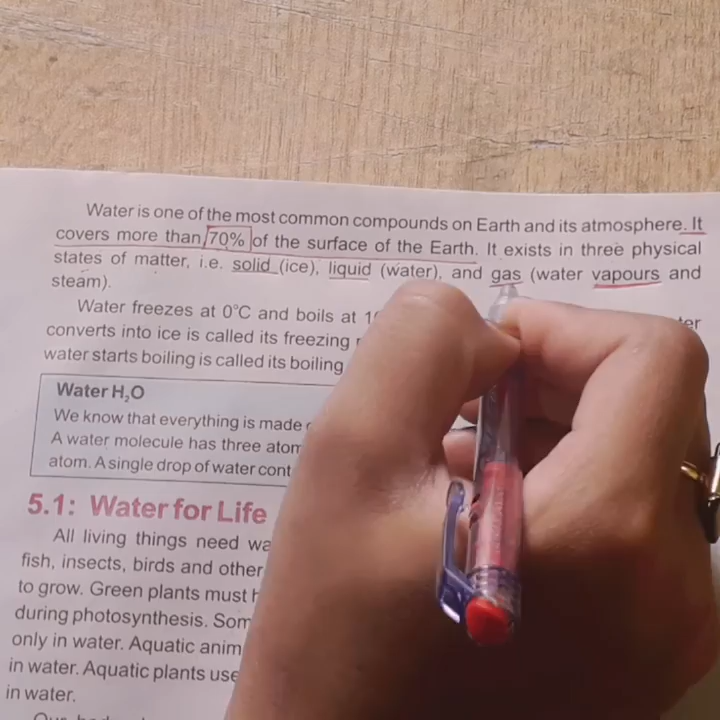 Water is one of the most common compounds on Earth and its atmosphere. It
covers more than 70% of the surface of the Earth. It exists in three physical
states of matter, i.e. solid (ice), liquid (water), and gas (water vapours and
steam).
Water freezes at 0°C and boils at
converts into ice is called its freezing
water starts boiling is called its boiling
Water H₂O
We know that everything is made
A water molecule has three
atom. A single drop of water
5.1: Water for Life
All living things need
fish, insects, birds and other
to grow. Green plants must
during photosynthesis.
only in water. Aquatic
in water. Aquatic plants use
in water.